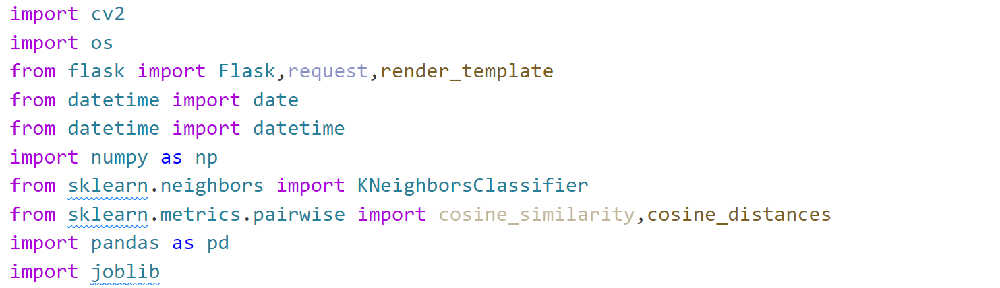 import cv2
import os
from flask import Flask,request,render_template
from datetime import date
from datetime import datetime
import numpy as np
from sklearn.neighbors import KNeighborsClassifier
from sklearn.metrics.pairwise import cosine_similarity,cosine_distances
import pandas as pd
import joblib